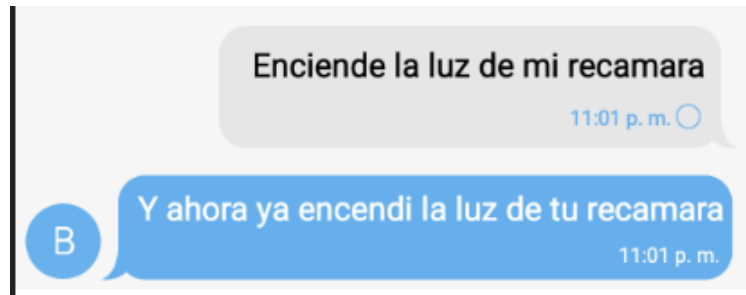 Enciende la luz de mi recamara
11:01 p. m.
Y ahora ya encendi la luz de tu recamara
B
11:01 p. m.